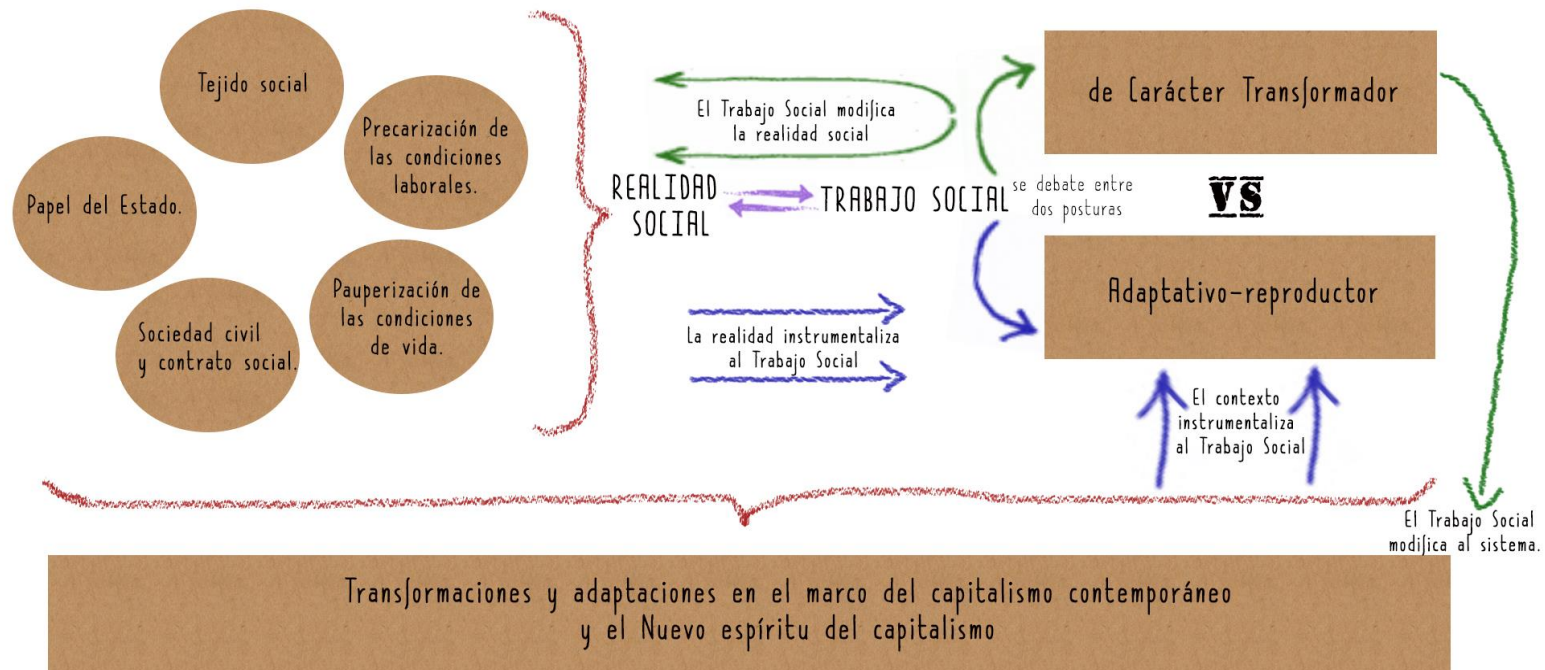 Tejido social
Precarización de
las condiciones
laborales.
Papel del Estado.
Pauperización de
las condiciones
de vida.
Sociedad civil
y contrato social.
REALIDAD
SOCIAL
El Trabajo Social modifica
la realidad social
TRABAJO SOCIAL
se debate entre
dos posturas
de Carácter Transformador
VS
Adaptativo-reproductor
La realidad instrumentaliza
al Trabajo Social
El contexto
instrumentaliza
al Trabajo Social
El Trabajo Social
modifica al sistema.
Transformaciones y adaptaciones en el marco del capitalismo contemporáneo
y el Nuevo espíritu del capitalismo